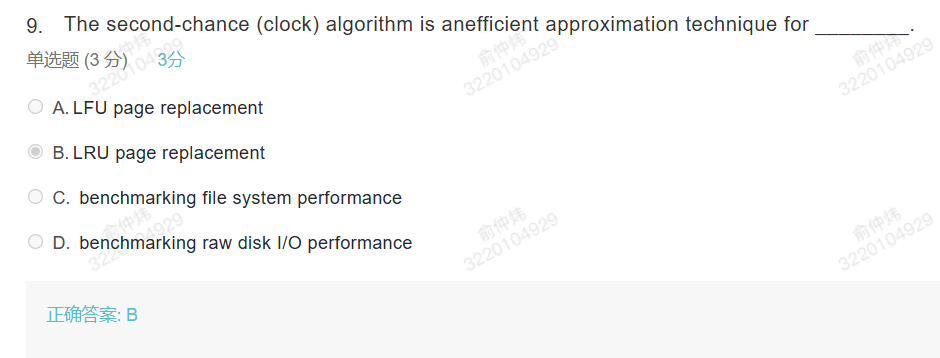 9. The second-chance (clock) algorithm is anefficient approximation technique for ________.
单选题 (3 分) 3分
A. LFU page replacement
B. LRU page replacement
C. benchmarking file system performance
D. benchmarking raw disk I/O performance
正确答案: B
俞仲炜
3220104929
俞仲炜
3220104929
俞仲炜
3220104929
俞仲炜
3220104929
俞仲炜
3220104929
俞仲炜
3220104929